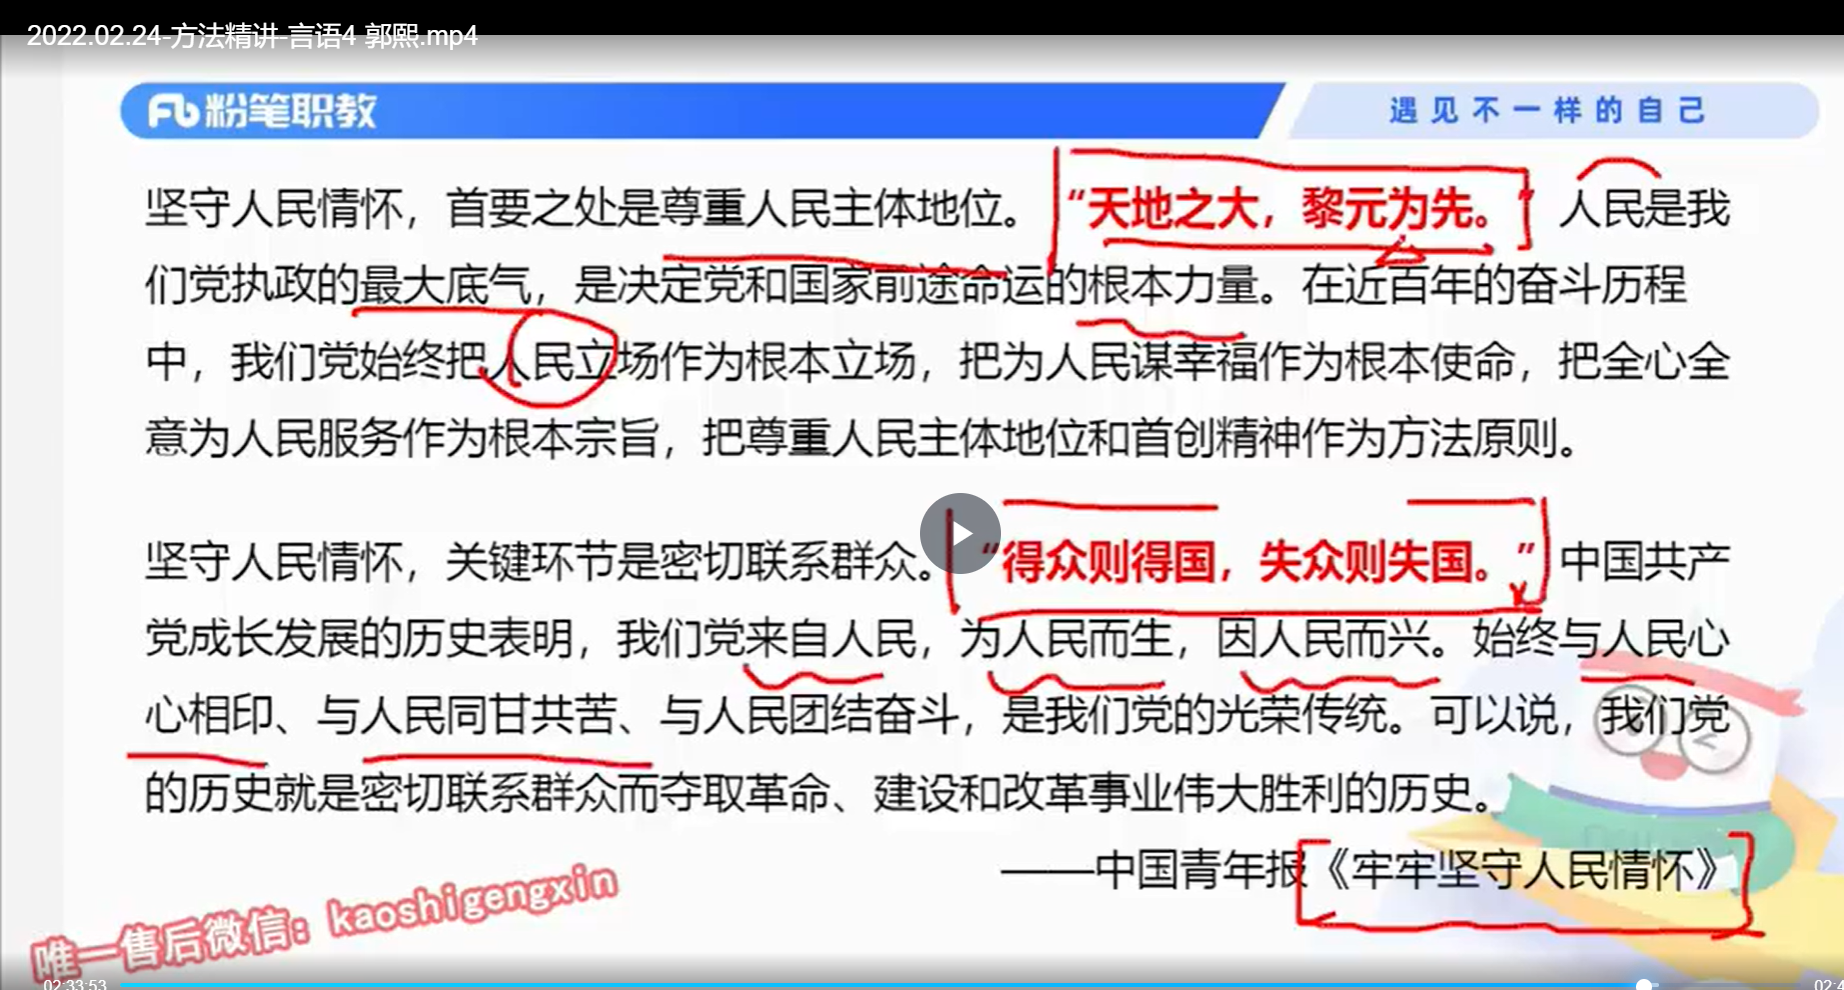 2022.02.24-方法精讲-言语4 郭熙.mp4
粉笔职教
遇见不一样的自己
坚守人民情怀，首要之处是尊重人民主体地位。“天地之大，黎元为先。”人民是我
们党执政的最大底气，是决定党和国家前途命运的根本力量。在近百年的奋斗历程
中，我们党始终把人民立场作为根本立场，把为人民谋幸福作为根本使命，把全心全
意为人民服务作为根本宗旨，把尊重人民主体地位和首创精神作为方法原则。
坚守人民情怀，关键环节是密切联系群众。“得众则得国，失众则失国。”中国共产
党成长发展的历史表明，我们党来自人民，为人民而生，因人民而兴。始终与人民心
心相印、与人民同甘共苦、与人民团结奋斗，是我们党的光荣传统。可以说，我们党
的历史就是密切联系群众而夺取革命、建设和改革事业伟大胜利的历史。
——中国青年报《牢牢坚守人民情怀》
唯一售后微信：kaoshigengxin
02:33:53